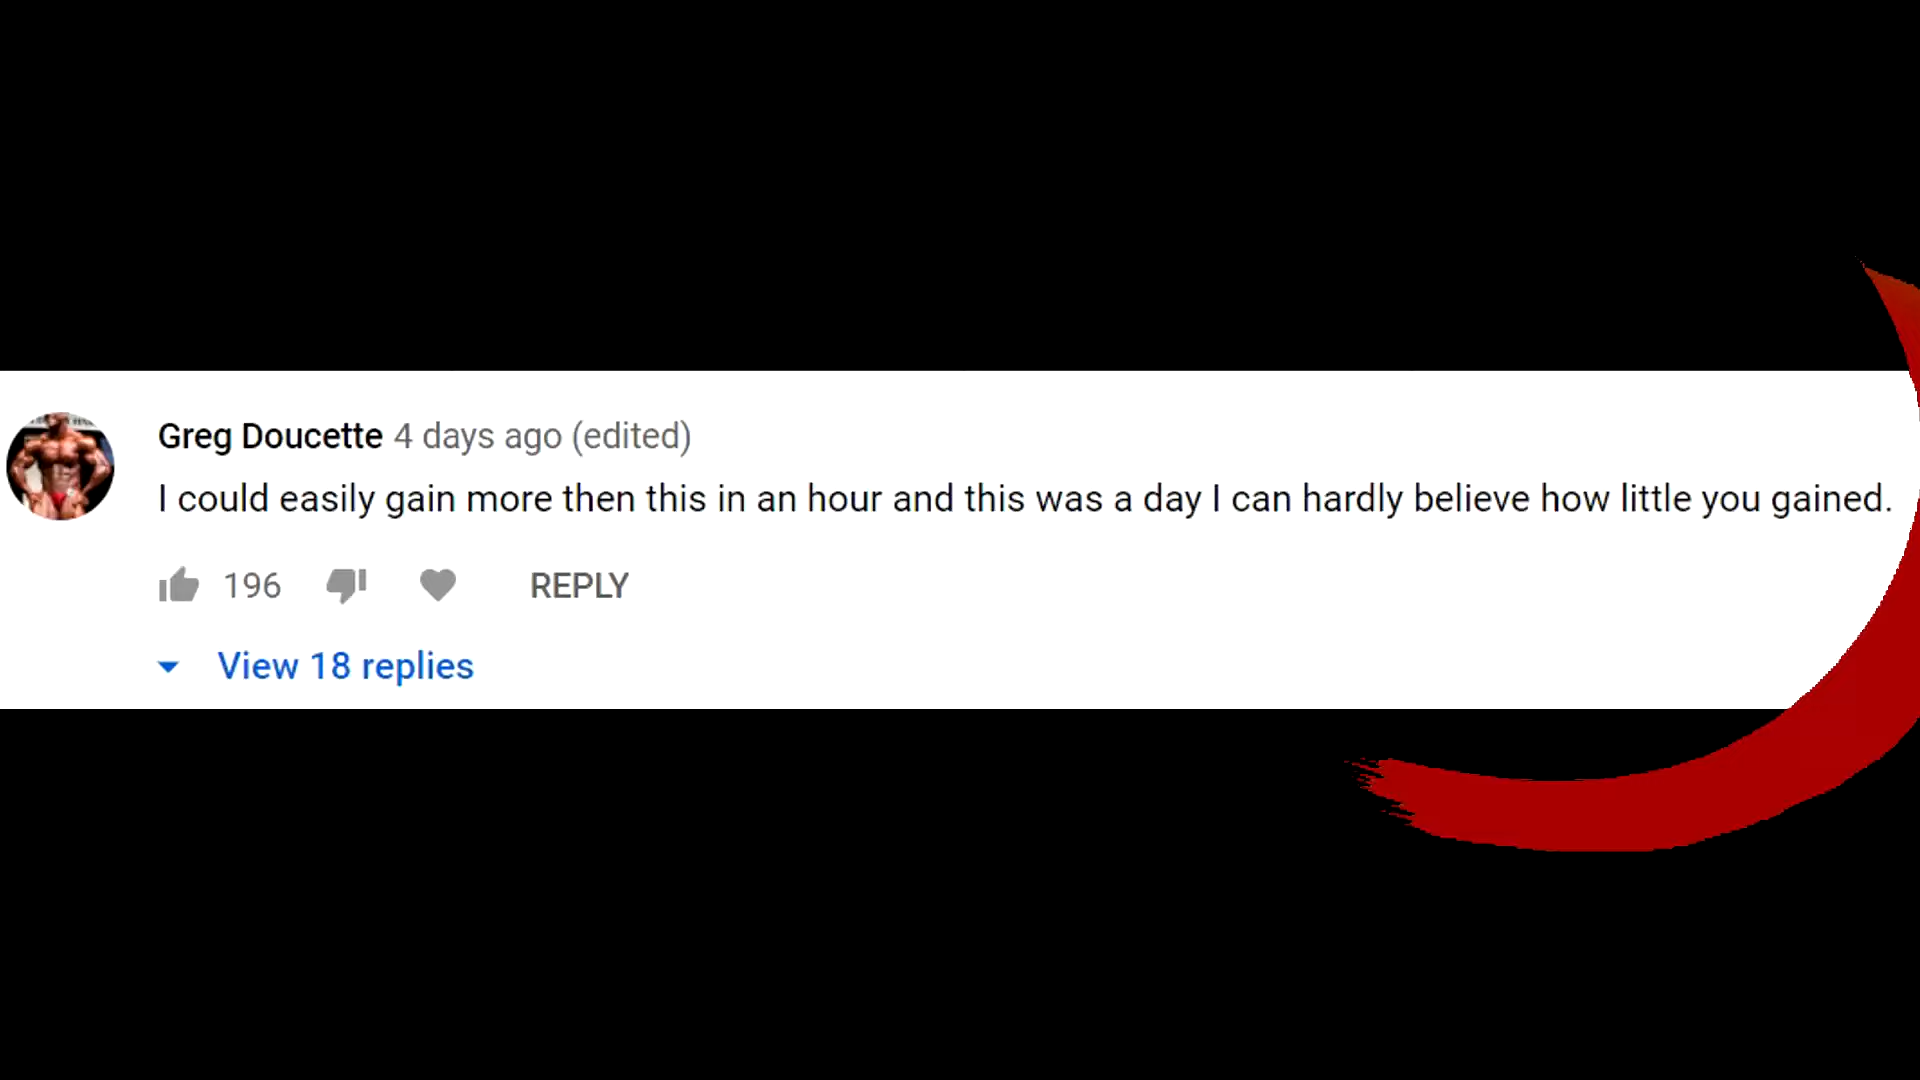 Greg Doucette 4 days ago (edited)
I could easily gain more then this in an hour and this was a day I can hardly believe how little you gained.
196 REPLY
View 18 replies